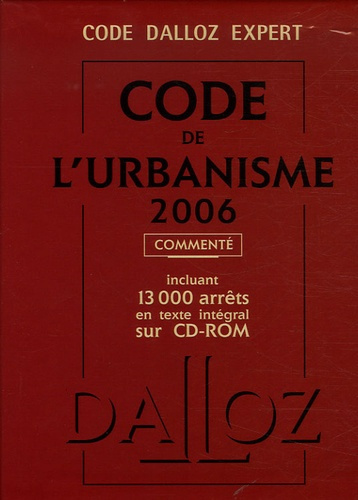 CODE DALLOZ EXPERT
CODE
DE
L'URBANISME
2006
COMMENTÉ
incluant
13 000 arrêts
en texte intégral
sur CD-ROM
DALLOZ